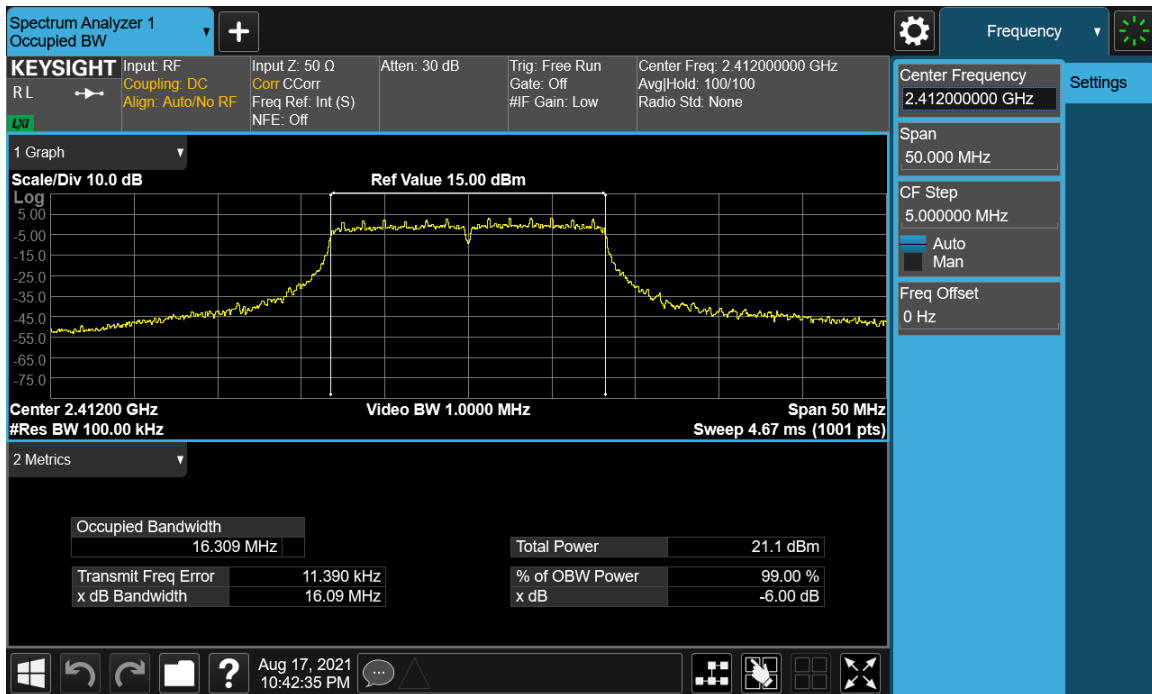 Spectrum Analyzer 1
Occupied BW
+
Frequency
KEYSIGHT
R L
LXI
Input: RF
Coupling: DC
Align: Auto/No RF
Input Z: 50 Ω
Corr CCorr
Freq Ref: Int (S)
NFE: Off
Atten: 30 dB
Trig: Free Run
Gate: Off
#IF Gain: Low
Center Freq: 2.412000000 GHz
Avg|Hold: 100/100
Radio Std: None
Center Frequency
2.412000000 GHz
Settings
Span
50.000 MHz
CF Step
5.000000 MHz
Auto
Man
Freq Offset
0 Hz
1 Graph
Scale/Div 10.0 dB
Ref Value 15.00 dBm
Log
5.00
-5.00
-15.0
-25.0
-35.0
-45.0
-55.0
-65.0
-75.0
Center 2.41200 GHz
Video BW 1.0000 MHz
Span 50 MHz
#Res BW 100.00 kHz
Sweep 4.67 ms (1001 pts)
2 Metrics
Occupied Bandwidth
16.309 MHz
Total Power 21.1 dBm
Transmit Freq Error 11.390 kHz
% of OBW Power 99.00 %
x dB Bandwidth 16.09 MHz
x dB -6.00 dB
?
Aug 17, 2021
10:42:35 PM